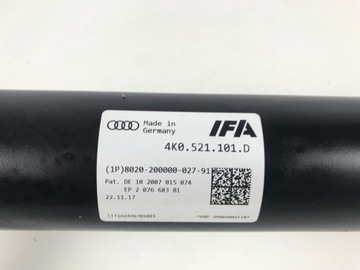 Made in
Germany
IFA
4K0.521.101.D
(1P)8020-200000-027-91
Pat. DE 10 2007 015 074
EP 2 076 683 B1
22.11.17